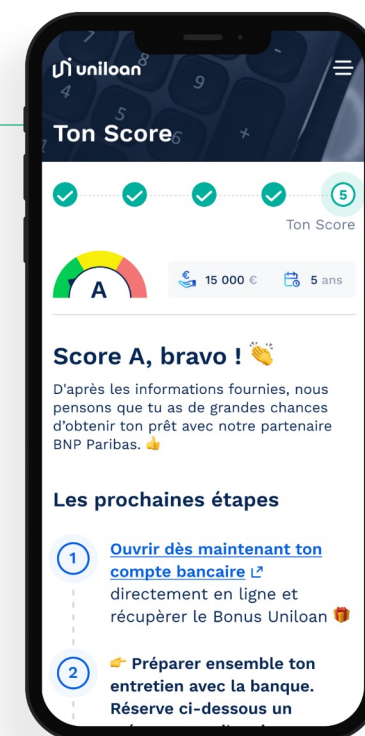 uniloan
Ton Score
5
Ton Score
A
15 000 €
5 ans
Score A, bravo ! 👏
D'après les informations fournies, nous
pensons que tu as de grandes chances
d'obtenir ton prêt avec notre partenaire
BNP Paribas. 👍
Les prochaines étapes
1
Ouvrir dès maintenant ton
compte bancaire
directement en ligne et
récupèrer le Bonus Uniloan 🎁
2
👉 Préparer ensemble ton
entretien avec la banque.
Réserve ci-dessous un